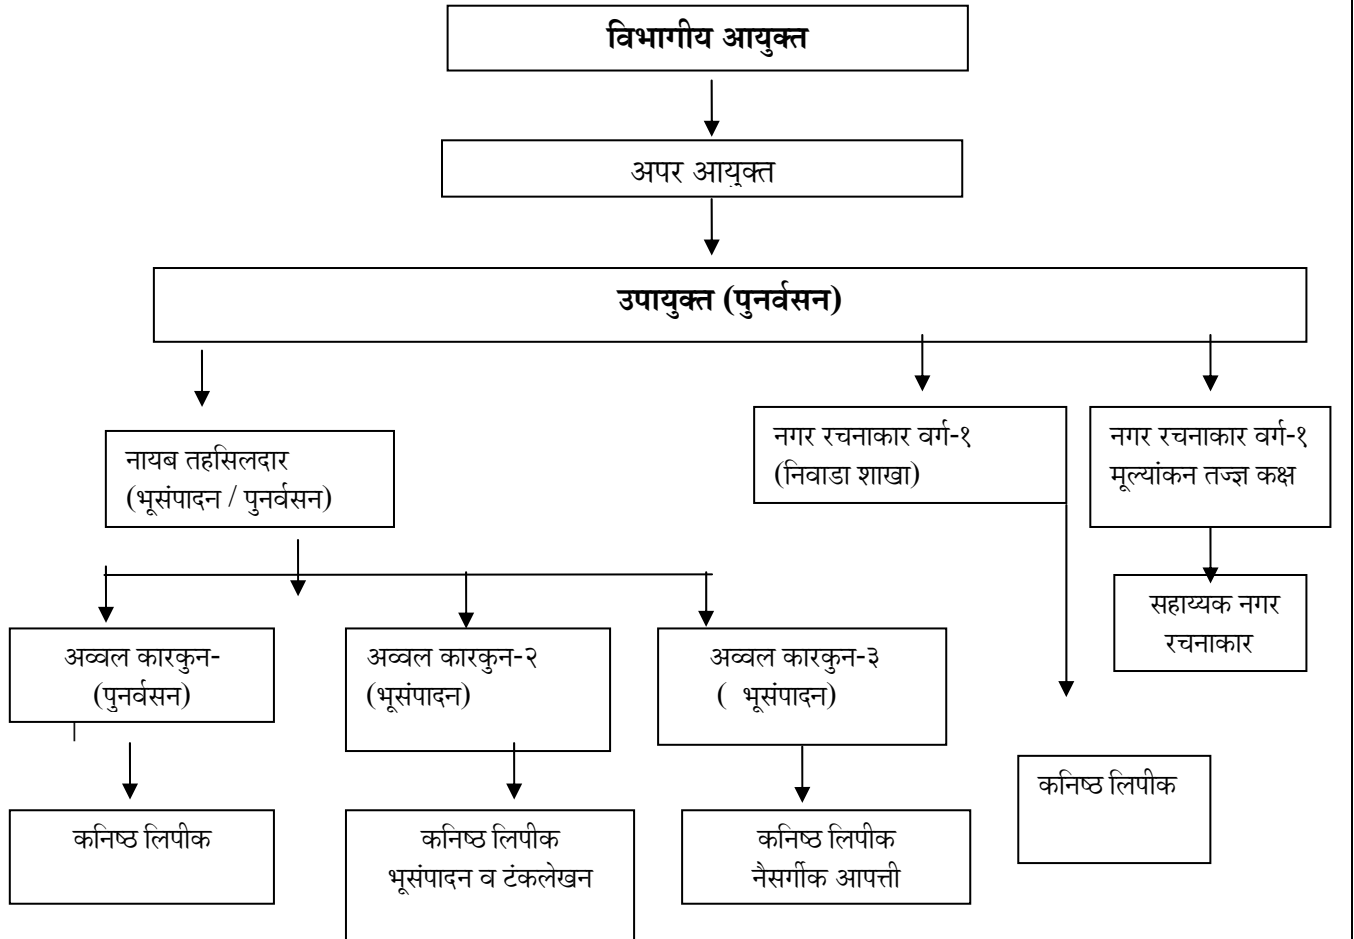 विभागीय आयुक्त
अपर आयुक्त
उपायुक्त (पुनर्वसन)
नायब तहसिलदार
(भूसंपादन / पुनर्वसन)
नगर रचनाकार वर्ग-१
(निवाडा शाखा)
नगर रचनाकार वर्ग-१
मूल्यांकन तज्ज्ञ कक्ष
सहाय्यक नगर
रचनाकार
अव्वल कारकुन-
(पुनर्वसन)
अव्वल कारकुन-२
(भूसंपादन)
अव्वल कारकुन-३
( भूसंपादन)
कनिष्ठ लिपीक
कनिष्ठ लिपीक
कनिष्ठ लिपीक
भूसंपादन व टंकलेखन
कनिष्ठ लिपीक
नैसर्गीक आपत्ती